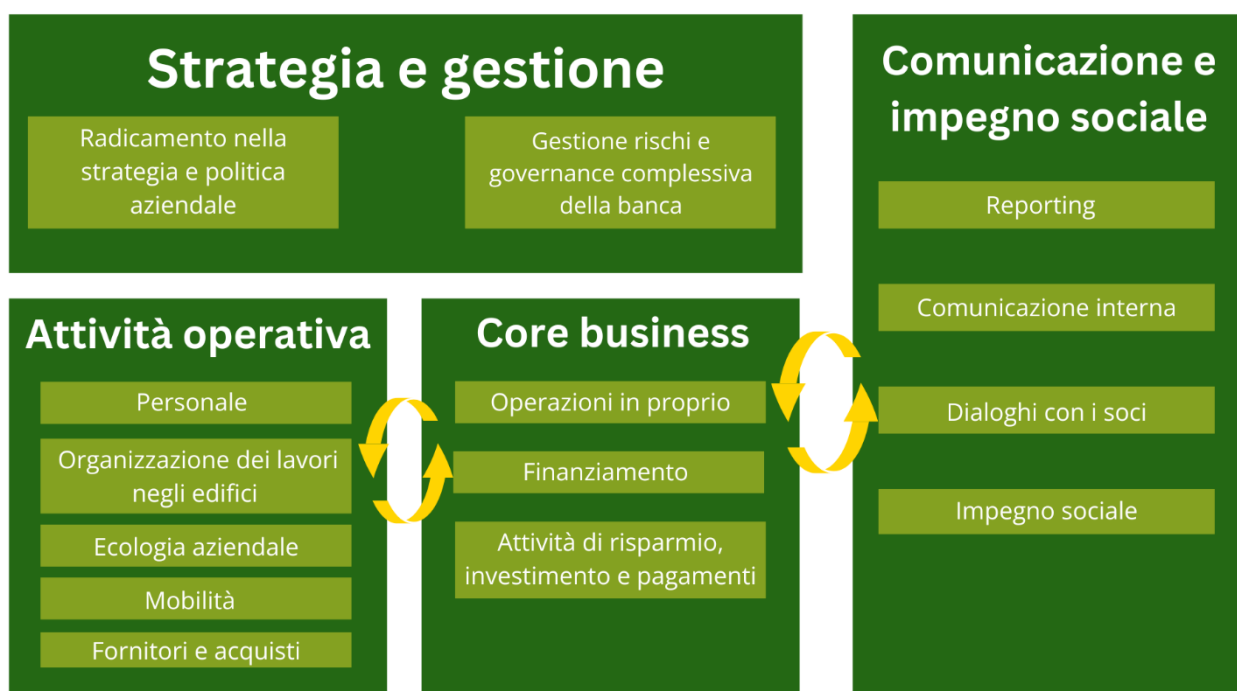 Strategia e gestione
Radicamento nella
strategia e politica
aziendale
Gestione rischi e
governance complessiva
della banca
Comunicazione e
impegno sociale
Reporting
Comunicazione interna
Dialoghi con i soci
Impegno sociale
Attività operativa
Personale
Organizzazione dei lavori
negli edifici
Ecologia aziendale
Mobilità
Fornitori e acquisti
Core business
Operazioni in proprio
Finanziamento
Attività di risparmio,
investimento e pagamenti